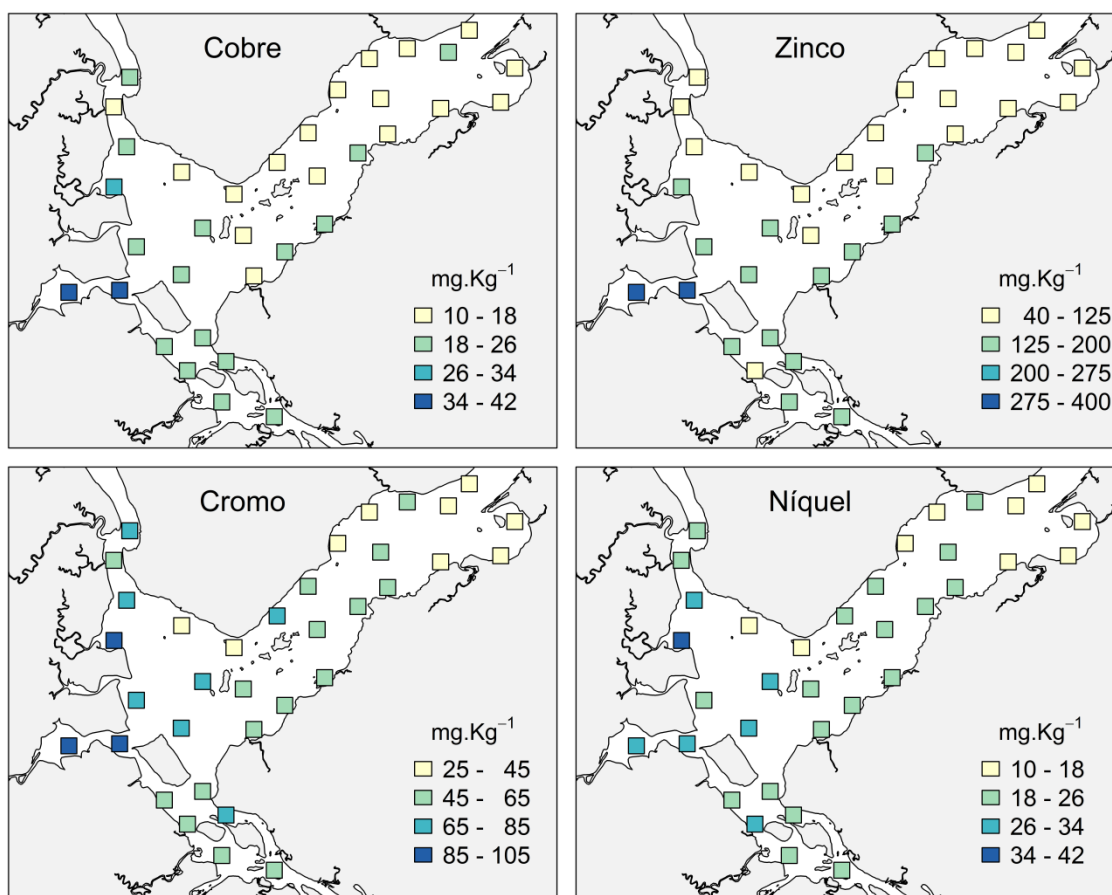 Cobre
mg.Kg⁻¹
10 - 18
18 - 26
26 - 34
34 - 42
Zinco
mg.Kg⁻¹
40 - 125
125 - 200
200 - 275
275 - 400
Cromo
mg.Kg⁻¹
25 - 45
45 - 65
65 - 85
85 - 105
Níquel
mg.Kg⁻¹
10 - 18
18 - 26
26 - 34
34 - 42